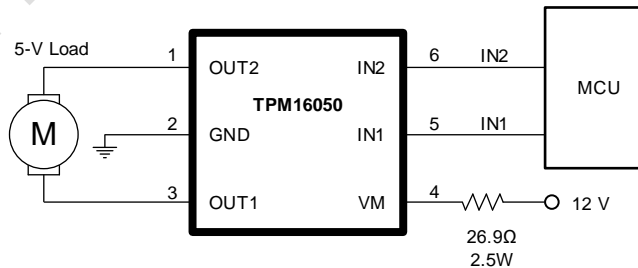 5-V Load
1
OUT2
IN2
6
IN2
MCU
TPM16050
M
2
GND
IN1
5
IN1
3
OUT1
VM
4
12 V
26.9Ω
2.5W